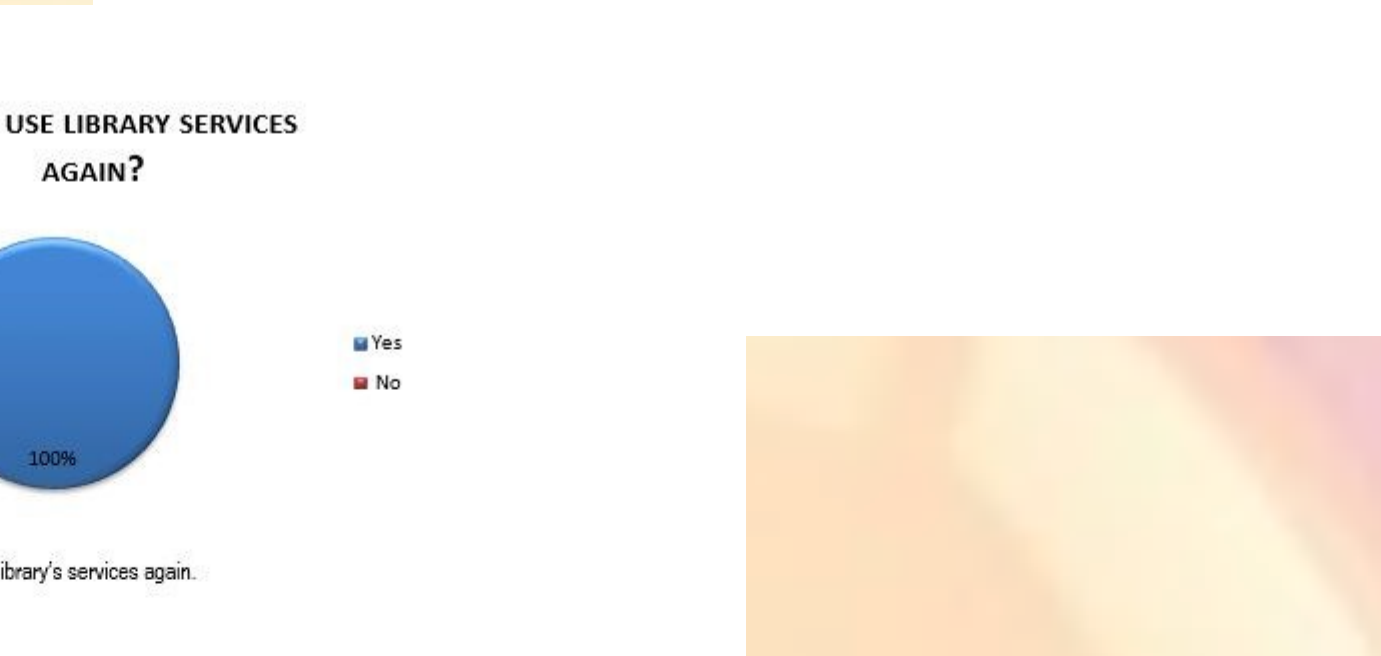 USE LIBRARY SERVICES
AGAIN?
Yes
No
100%
ibrary's services again.